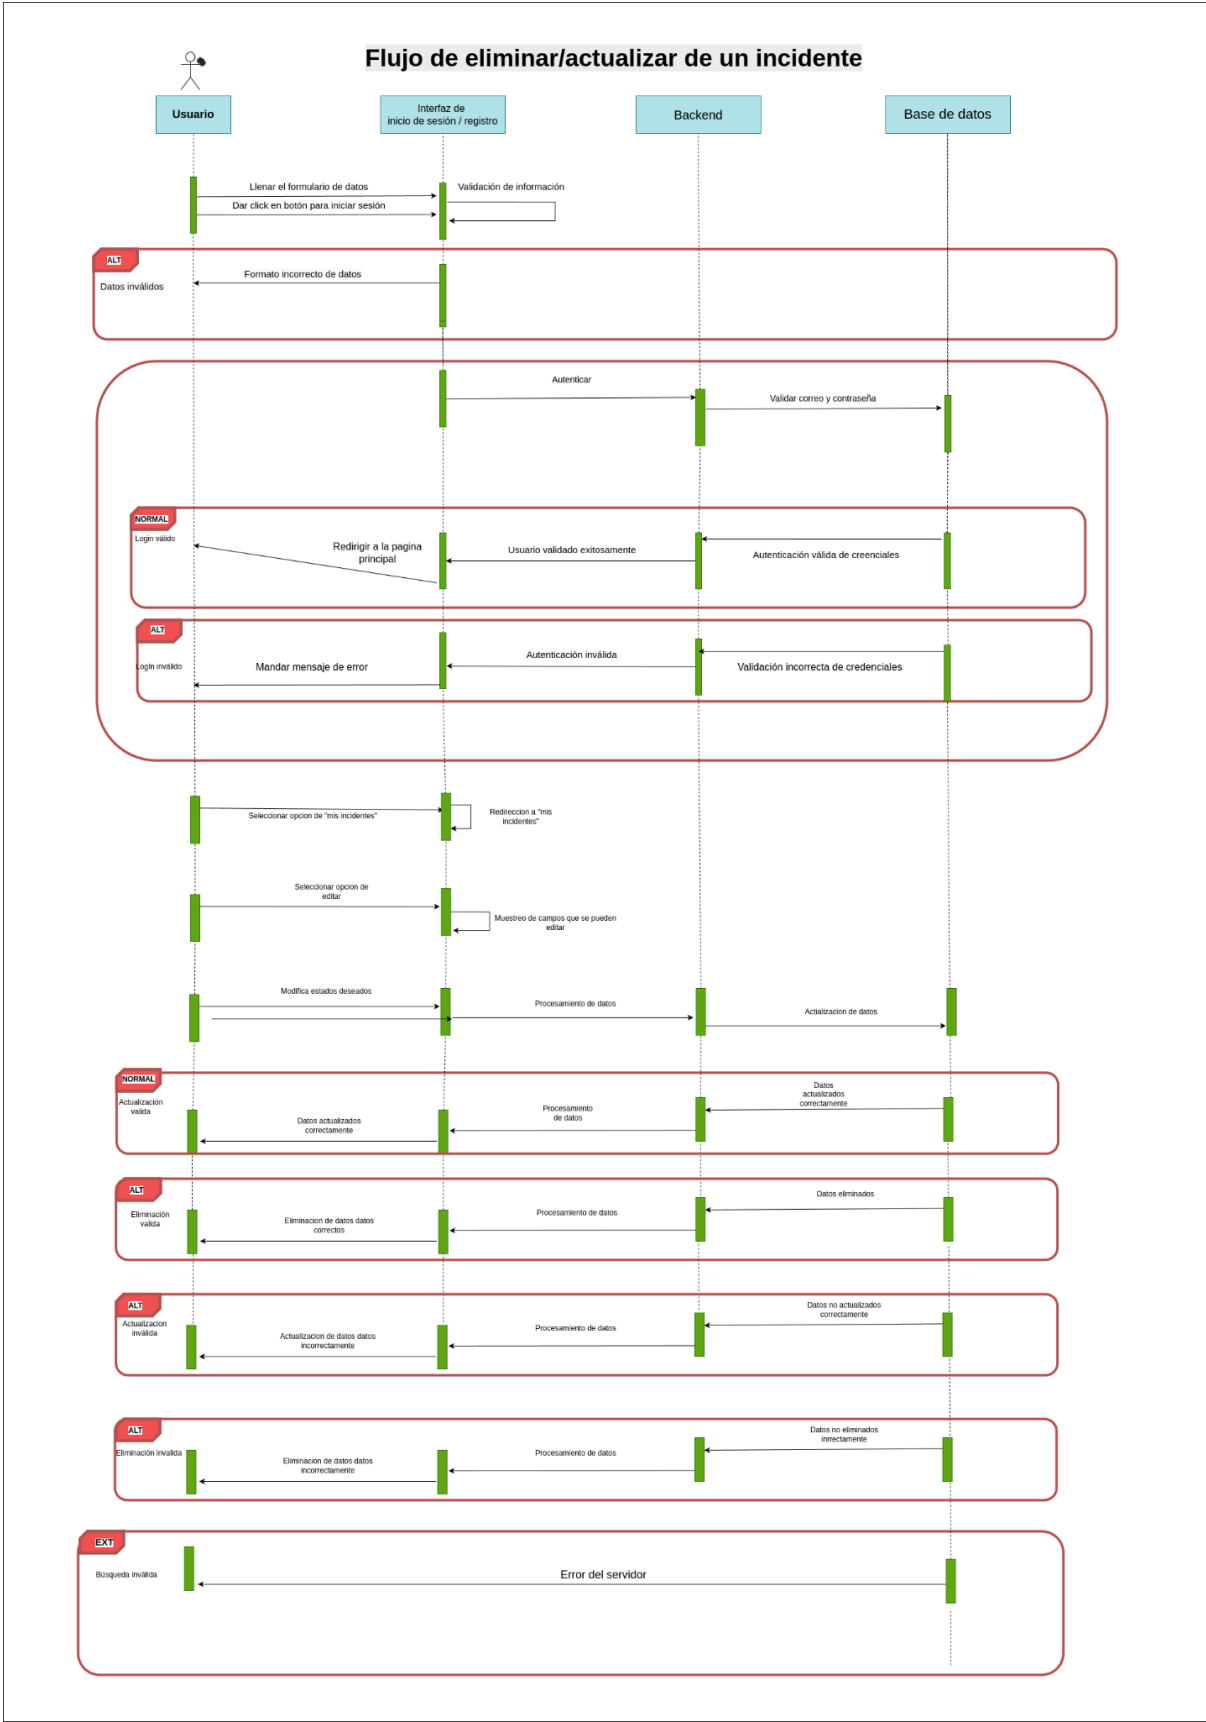 Flujo de eliminar/actualizar de un incidente
Usuario
Interfaz de
inicio de sesión / registro
Backend
Base de datos
Llenar el formulario de datos
Validación de información
Dar click en botón para iniciar sesión
ALT
Formato incorrecto de datos
Datos inválidos
Autenticar
Validar correo y contraseña
NORMAL
Login válido
Redirigir a la pagina
principal
Usuario validado exitosamente
Autenticación válida de creenciales
ALT
Login inválido
Mandar mensaje de error
Autenticación inválida
Validación incorrecta de credenciales
Seleccionar opcion de "mis incidentes"
Redireccion a "mis
incidentes"
Seleccionar opcion de
editar
Muestreo de campos que se pueden
editar
Modifica estados deseados
Procesamiento de datos
Actialización de datos
NORMAL
Actualización
valida
Datos actualizados
correctamente
Procesamiento
de datos
Datos
actualizados
correctamente
ALT
Eliminación
valida
Eliminacion de datos datos
correctos
Procesamiento de datos
Datos eliminados
ALT
Actualizacion
inválida
Actualizacion de datos datos
incorrectamente
Procesamiento de datos
Datos no actualizados
correctamente
ALT
Eliminación invalida
Eliminacion de datos datos
incorrectamente
Procesamiento de datos
Datos no eliminados
inrrectamente
EXT
Búsqueda inválida
Error del servidor